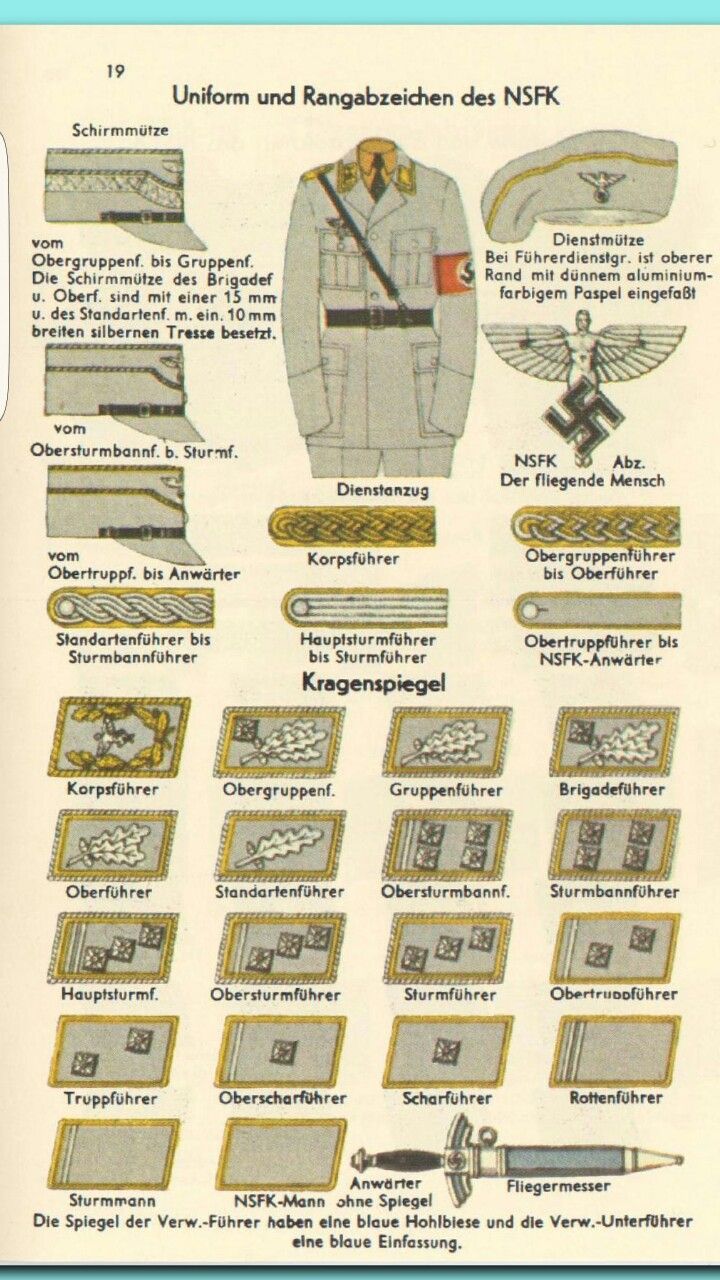 19
Uniform und Rangabzeichen des NSFK
Schirmmütze
vom
Obergruppenf. bis Gruppenf.
Die Schirmmütze des Brigadef
u. Oberf. sind mit einer 15 mm
u. des Standartenf. m. ein. 10 mm
breiten silbernen Tresse besetzt.
Dienstmütze
Bei Führerdienstgr. ist oberer
Rand mit dünnem aluminium-
farbigem Paspel eingefaßt
vom
Obersturmbannf. b. Sturmf.
NSFK Abz.
Der fliegende Mensch
Dienstanzug
vom
Obertruppf. bis Anwärter
Korpsführer
Obergruppenführer
bis Oberführer
Standartenführer bis
Sturmbannführer
Hauptsturmführer
bis Sturmführer
Obertruppführer bis
NSFK-Anwärter
Kragenspiegel
Korpsführer
Obergruppenf.
Gruppenführer
Brigadeführer
Oberführer
Standartenführer
Obersturmbannf.
Sturmbannführer
Hauptsturmf.
Obersturmführer
Sturmführer
Obertruppführer
Truppführer
Oberscharführer
Scharführer
Rottenführer
Sturmmann
NSFK-Mann
Anwärter
ohne Spiegel
Fliegermesser
Die Spiegel der Verw.-Führer haben eine blaue Hohlbiese und die Verw.-Unterführer
eine blaue Einfassung.